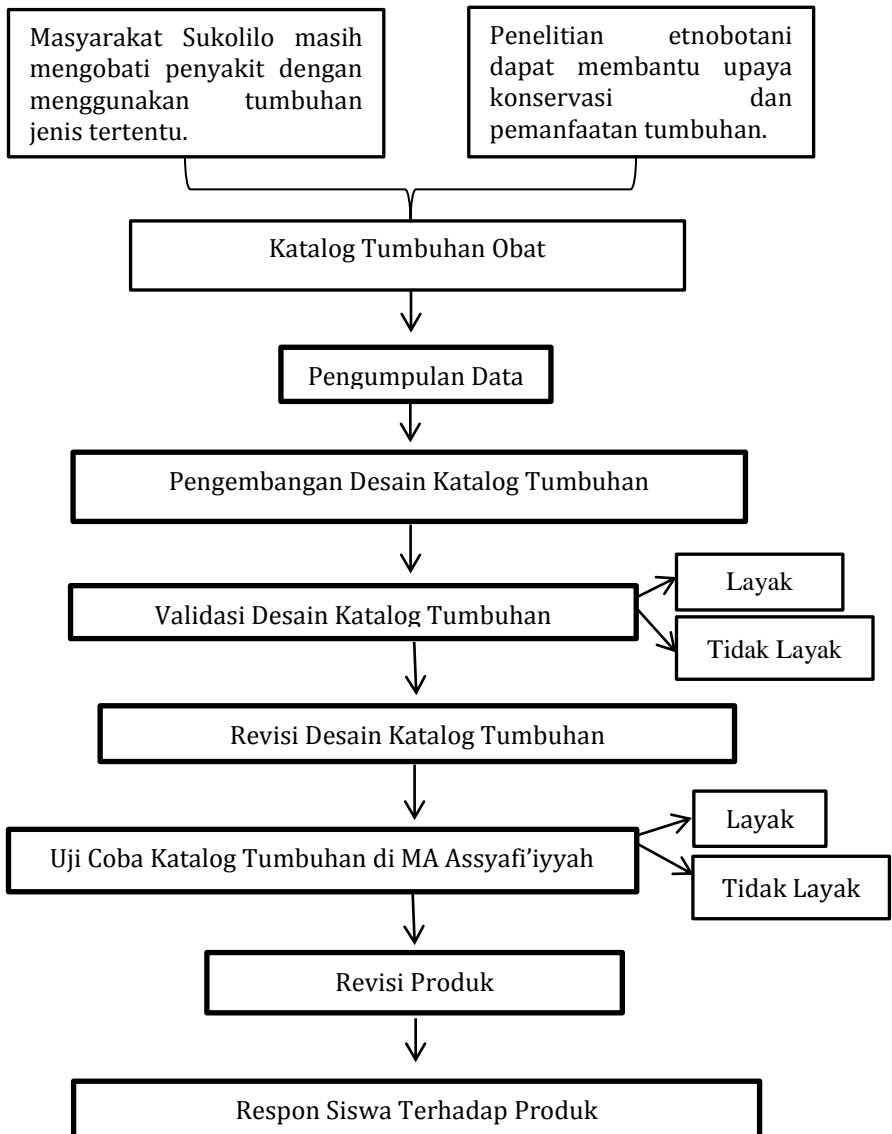 Masyarakat Sukolilo masih
mengobati penyakit dengan
menggunakan tumbuhan
jenis tertentu.
Penelitian etnobotani
dapat membantu upaya
konservasi dan
pemanfaatan tumbuhan.
Katalog Tumbuhan Obat
Pengumpulan Data
Pengembangan Desain Katalog Tumbuhan
Validasi Desain Katalog Tumbuhan
Layak
Tidak Layak
Revisi Desain Katalog Tumbuhan
Uji Coba Katalog Tumbuhan di MA Assyafi’iyyah
Layak
Tidak Layak
Revisi Produk
Respon Siswa Terhadap Produk